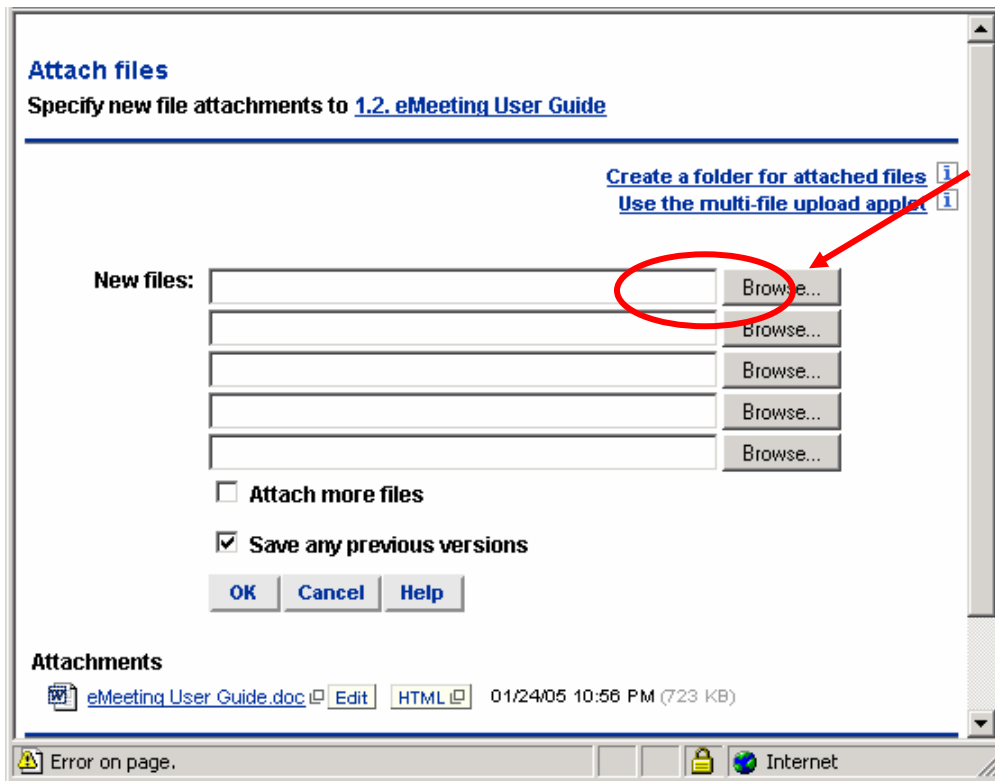 Attach files
Specify new file attachments to 1.2. eMeeting User Guide
Create a folder for attached files i
Use the multi-file upload applet i
New files: Browse...
Browse...
Browse...
Browse...
Browse...
Attach more files
Save any previous versions
OK Cancel Help
Attachments
eMeeting User Guide.doc Edit HTML 01/24/05 10:56 PM (723 KB)
Error on page. Internet